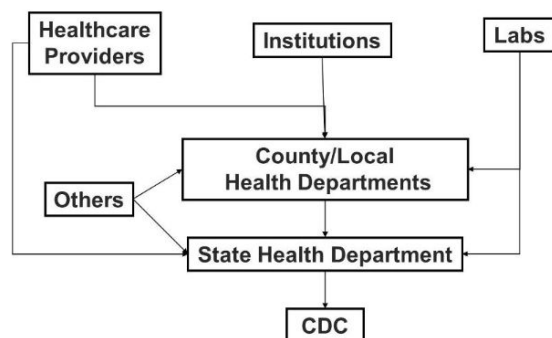 Healthcare
Providers
Institutions
Labs
County/Local
Health Departments
Others
State Health Department
CDC